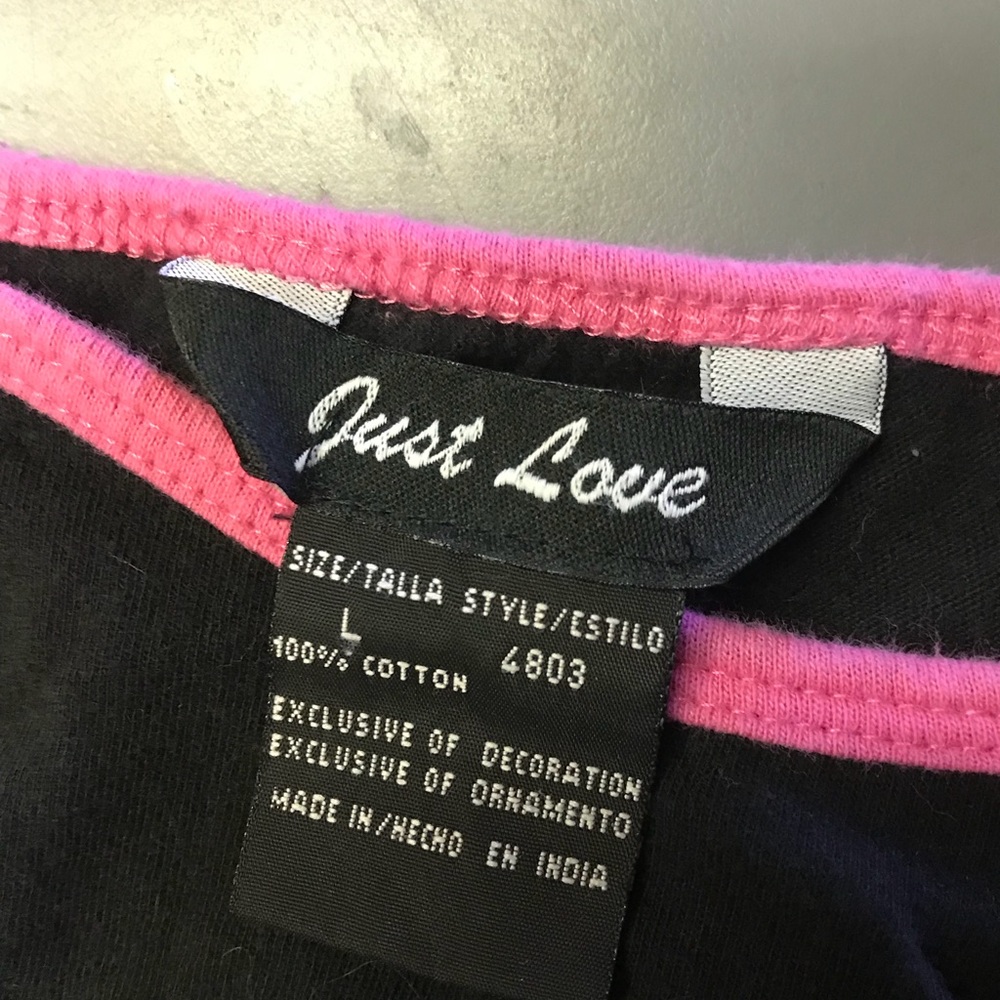 Just Love
SIZE/TALLA STYLE/ESTILO
L 4803
100% COTTON
EXCLUSIVE OF DECORATION
EXCLUSIVE OF ORNAMENTO
MADE IN/HECHO EN INDIA